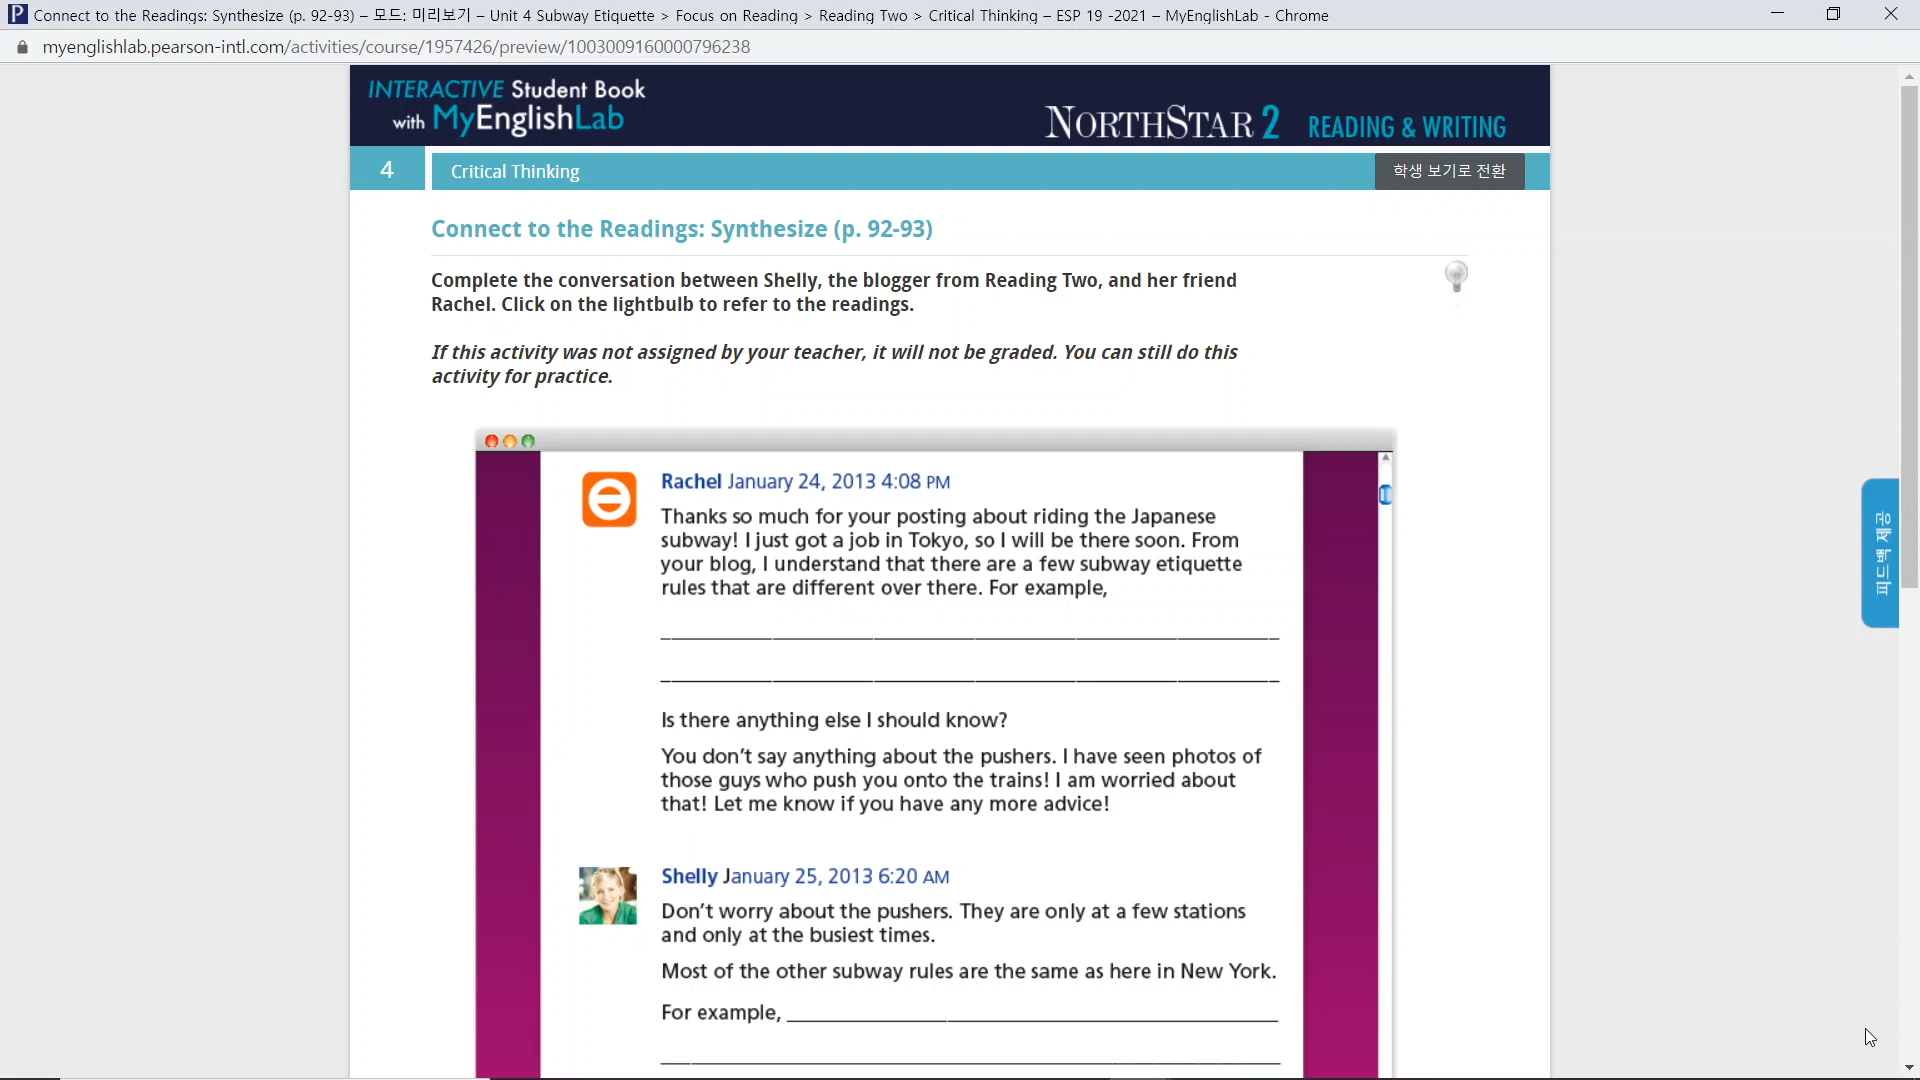 Connect to the Readings: Synthesize (p. 92-93) – 모드: 미리보기 – Unit 4 Subway Etiquette > Focus on Reading > Reading Two > Critical Thinking – ESP 19 -2021 – MyEnglishLab - Chrome
myenglishlab.pearson-intl.com/activities/course/1957426/preview/1003009160000796238
INTERACTIVE Student Book
with MyEnglishLab
NORTHSTAR 2 READING & WRITING
4 Critical Thinking 학생 보기로 전환
Connect to the Readings: Synthesize (p. 92-93)
Complete the conversation between Shelly, the blogger from Reading Two, and her friend
Rachel. Click on the lightbulb to refer to the readings.
If this activity was not assigned by your teacher, it will not be graded. You can still do this
activity for practice.
Rachel January 24, 2013 4:08 PM
Thanks so much for your posting about riding the Japanese
subway! I just got a job in Tokyo, so I will be there soon. From
your blog, I understand that there are a few subway etiquette
rules that are different over there. For example,
Is there anything else I should know?
You don't say anything about the pushers. I have seen photos of
those guys who push you onto the trains! I am worried about
that! Let me know if you have any more advice!
Shelly January 25, 2013 6:20 AM
Don't worry about the pushers. They are only at a few stations
and only at the busiest times.
Most of the other subway rules are the same as here in New York.
For example,
피드백 제공